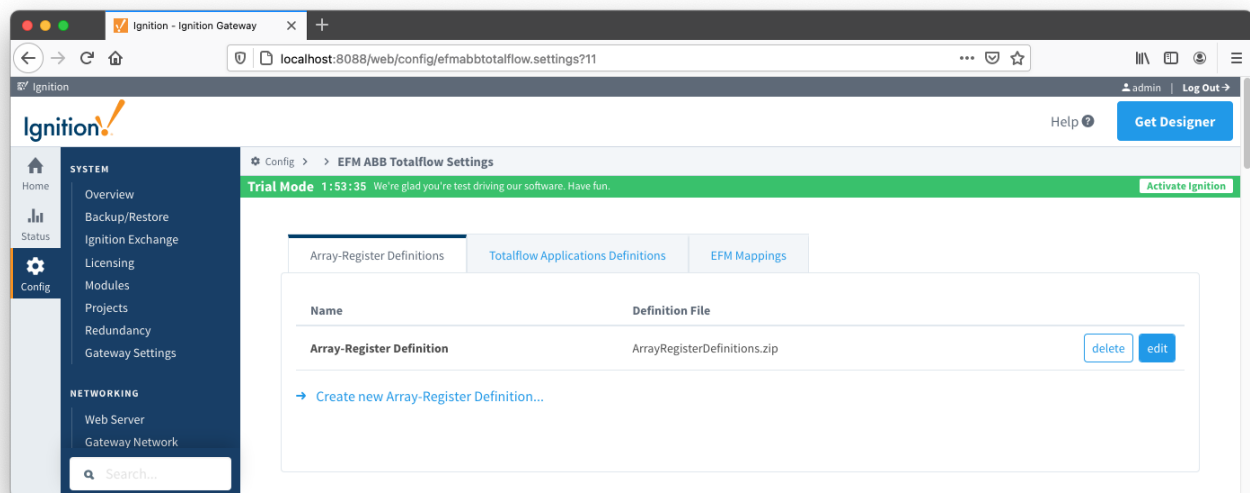 Ignition - Ignition Gateway
localhost:8088/web/config/efmabbtotalflow.settings?11
Ignition
admin | Log Out
Ignition!
Help
Get Designer
Home
Status
Config
SYSTEM
Overview
Backup/Restore
Ignition Exchange
Licensing
Modules
Projects
Redundancy
Gateway Settings
NETWORKING
Web Server
Gateway Network
Search...
Config > > EFM ABB Totalflow Settings
Trial Mode 1:53:35 We're glad you're test driving our software. Have fun.
Activate Ignition
Array-Register Definitions
Totalflow Applications Definitions
EFM Mappings
Name Definition File
Array-Register Definition ArrayRegisterDefinitions.zip delete edit
Create new Array-Register Definition...